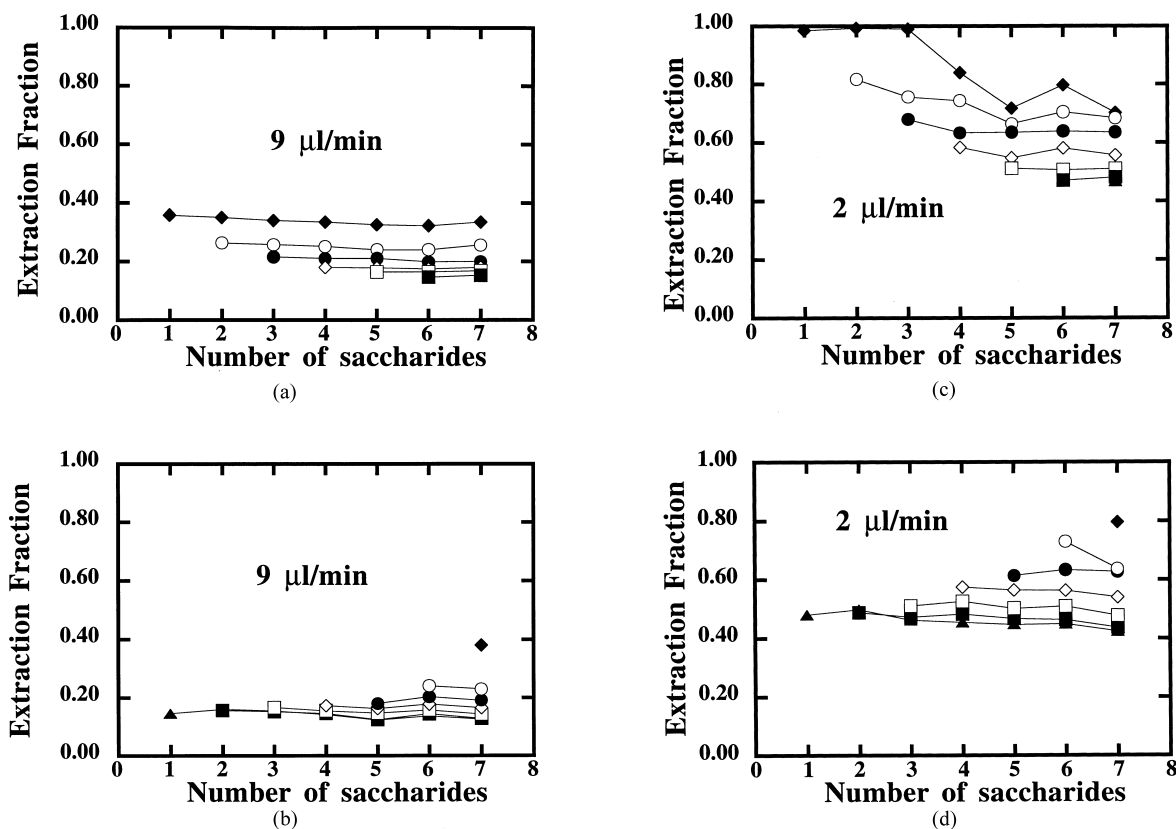 1.00
0.80
0.60
0.40
0.20
0.00
Extraction Fraction
9 µl/min
0 1 2 3 4 5 6 7 8
Number of saccharides
(a)
1.00
0.80
0.60
0.40
0.20
0.00
Extraction Fraction
2 µl/min
0 1 2 3 4 5 6 7 8
Number of saccharides
(c)
1.00
0.80
0.60
0.40
0.20
0.00
Extraction Fraction
9 µl/min
0 1 2 3 4 5 6 7 8
Number of saccharides
(b)
1.00
0.80
0.60
0.40
0.20
0.00
Extraction Fraction
2 µl/min
0 1 2 3 4 5 6 7 8
Number of saccharides
(d)